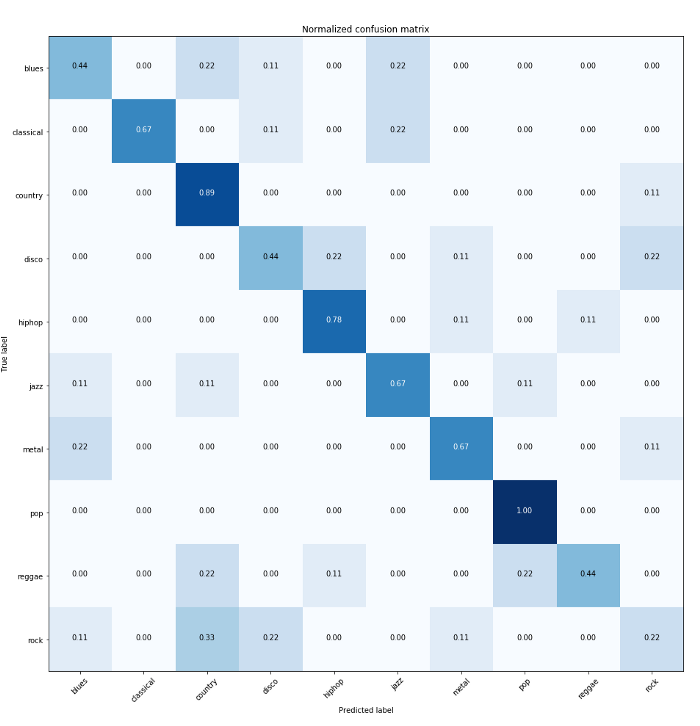 Normalized confusion matrix
True label
blues 0.44 0.00 0.22 0.11 0.00 0.22 0.00 0.00 0.00 0.00
classical 0.00 0.67 0.00 0.11 0.00 0.22 0.00 0.00 0.00 0.00
country 0.00 0.00 0.89 0.00 0.00 0.00 0.00 0.00 0.00 0.11
disco 0.00 0.00 0.00 0.44 0.22 0.00 0.11 0.00 0.00 0.22
hiphop 0.00 0.00 0.00 0.00 0.78 0.00 0.11 0.00 0.11 0.00
jazz 0.11 0.00 0.11 0.00 0.00 0.67 0.00 0.11 0.00 0.00
metal 0.22 0.00 0.00 0.00 0.00 0.00 0.67 0.00 0.00 0.11
pop 0.00 0.00 0.00 0.00 0.00 0.00 0.00 1.00 0.00 0.00
reggae 0.00 0.00 0.22 0.00 0.11 0.00 0.00 0.22 0.44 0.00
rock 0.11 0.00 0.33 0.22 0.00 0.00 0.11 0.00 0.00 0.22
blues classical country disco hiphop jazz metal pop reggae rock
Predicted label